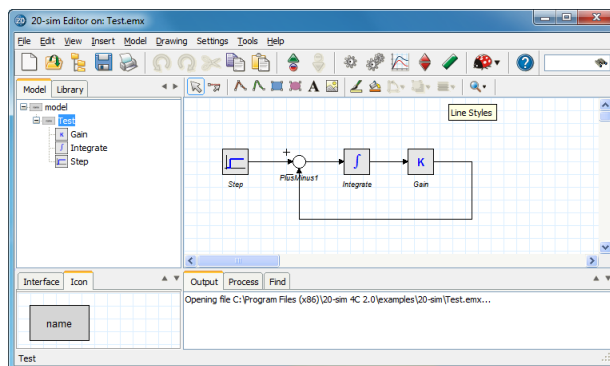 20-sim Editor on: Test.emx
File Edit View Insert Model Drawing Settings Tools Help
Model Library
Line Styles
model
Test
K Gain
∫ Integrate
Step
+
−
∫
K
Step
PlusMinus1
Integrate
Gain
Interface Icon
Output Process Find
name
Opening file C:\Program Files (x86)\20-sim 4C 2.0\examples\20-sim\Test.emx...
Test